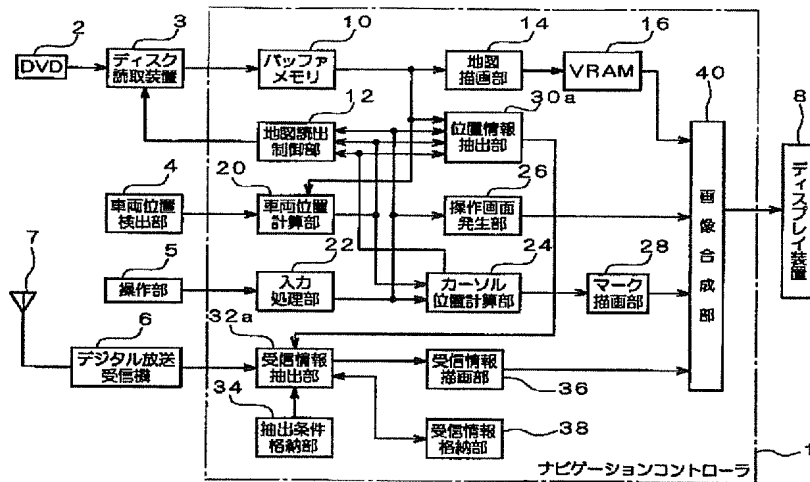 2
DVD
3
ディスク
読取装置
10
バッファ
メモリ
14
地図
描画部
16
VRAM
40
画像合成部
8
ディスプレイ装置
12
地図読出
制御部
30a
位置情報
抽出部
4
車両位置
検出部
20
車両位置
計算部
26
操作画面
発生部
7
5
操作部
22
入力
処理部
24
カーソル
位置計算部
28
マーク
描画部
6
デジタル放送
受信機
32a
受信情報
抽出部
受信情報
描画部
36
34
抽出条件
格納部
受信情報
格納部
38
1
ナビゲーションコントローラ